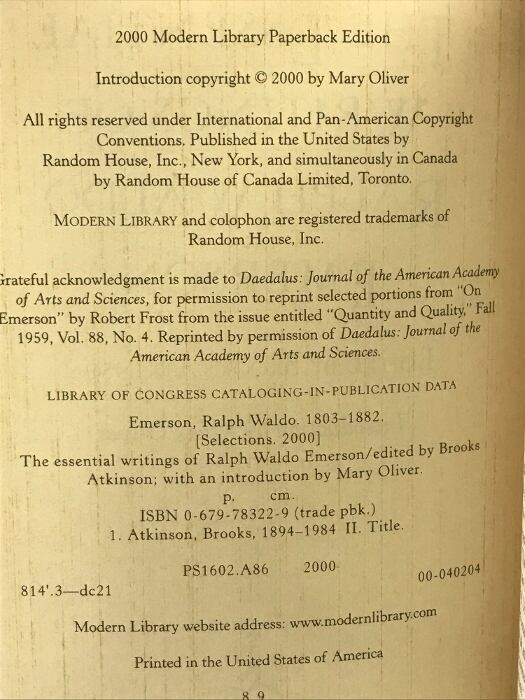 2000 Modern Library Paperback Edition
Introduction copyright © 2000 by Mary Oliver
All rights reserved under International and Pan-American Copyright
Conventions. Published in the United States by
Random House, Inc., New York, and simultaneously in Canada
by Random House of Canada Limited, Toronto.
MODERN LIBRARY and colophon are registered trademarks of
Random House, Inc.
Grateful acknowledgment is made to Daedalus: Journal of the American Academy
of Arts and Sciences, for permission to reprint selected portions from "On
Emerson" by Robert Frost from the issue entitled "Quantity and Quality," Fall
1959, Vol. 88, No. 4. Reprinted by permission of Daedalus: Journal of the
American Academy of Arts and Sciences.
LIBRARY OF CONGRESS CATALOGING-IN-PUBLICATION DATA
Emerson, Ralph Waldo. 1803–1882.
[Selections. 2000]
The essential writings of Ralph Waldo Emerson/edited by Brooks
Atkinson; with an introduction by Mary Oliver.
p. cm.
ISBN 0-679-78322-9 (trade pbk.)
1. Atkinson, Brooks, 1894–1984 II. Title.
PS1602.A86 2000
00-040204
814'.3—dc21
Modern Library website address: www.modernlibrary.com
Printed in the United States of America
8 9